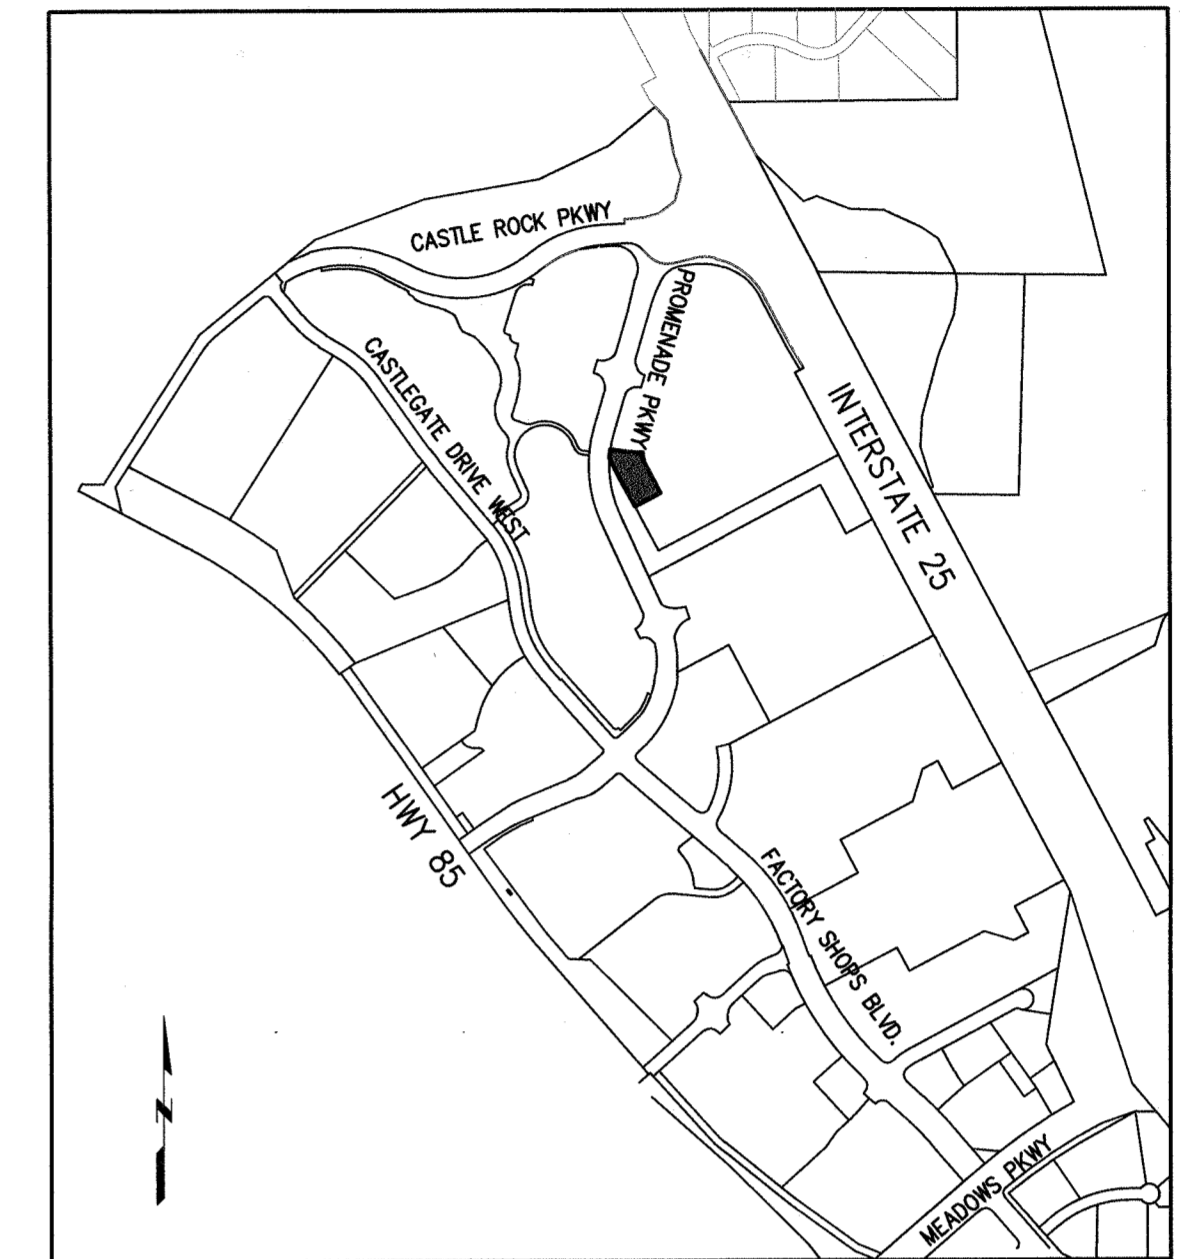 CASTLE ROCK PKWY
PROMENADE PKWY
CASTLEGATE DRIVE WEST
INTERSTATE 25
HWY 85
FACTORY SHOPS BLVD.
N
MEADOWS PKWY